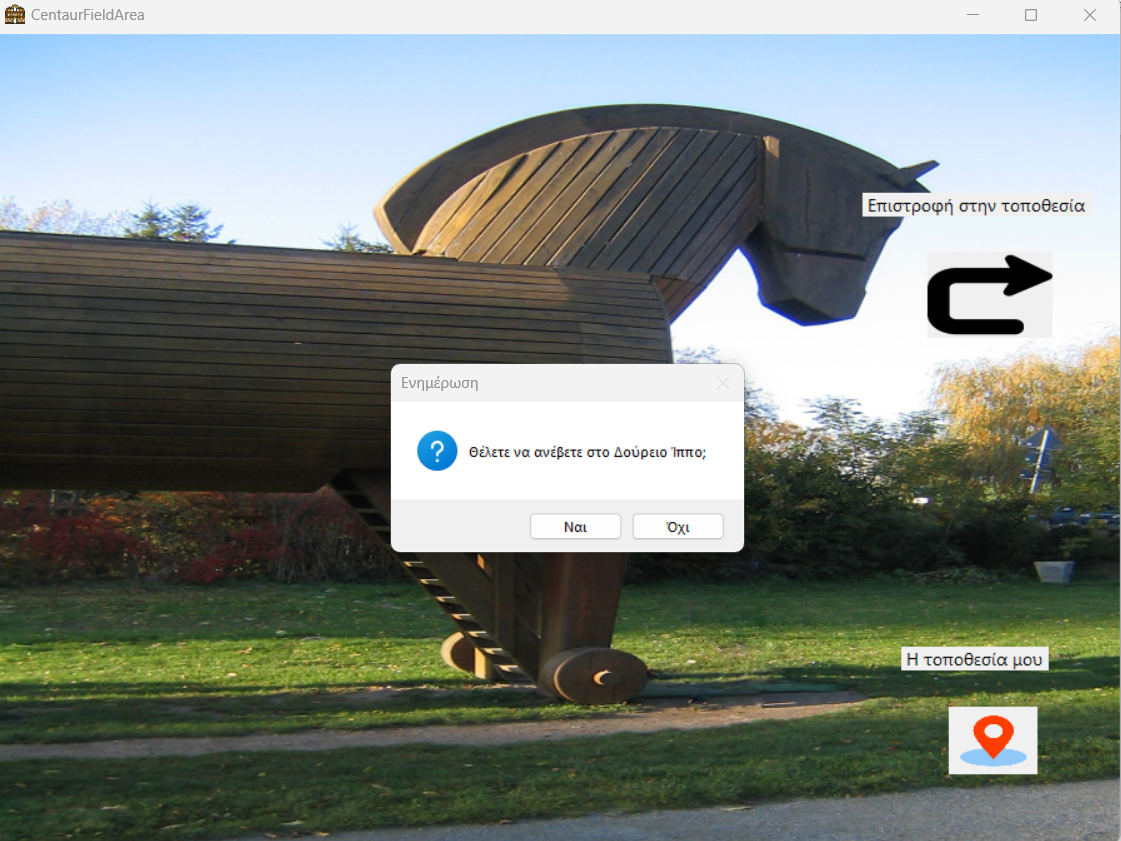 CentaurFieldArea
Επιστροφή στην τοποθεσία
Ενημέρωση
Θέλετε να ανέβετε στο Δούρειο Ίππο;
Ναι
Όχι
Η τοποθεσία μου